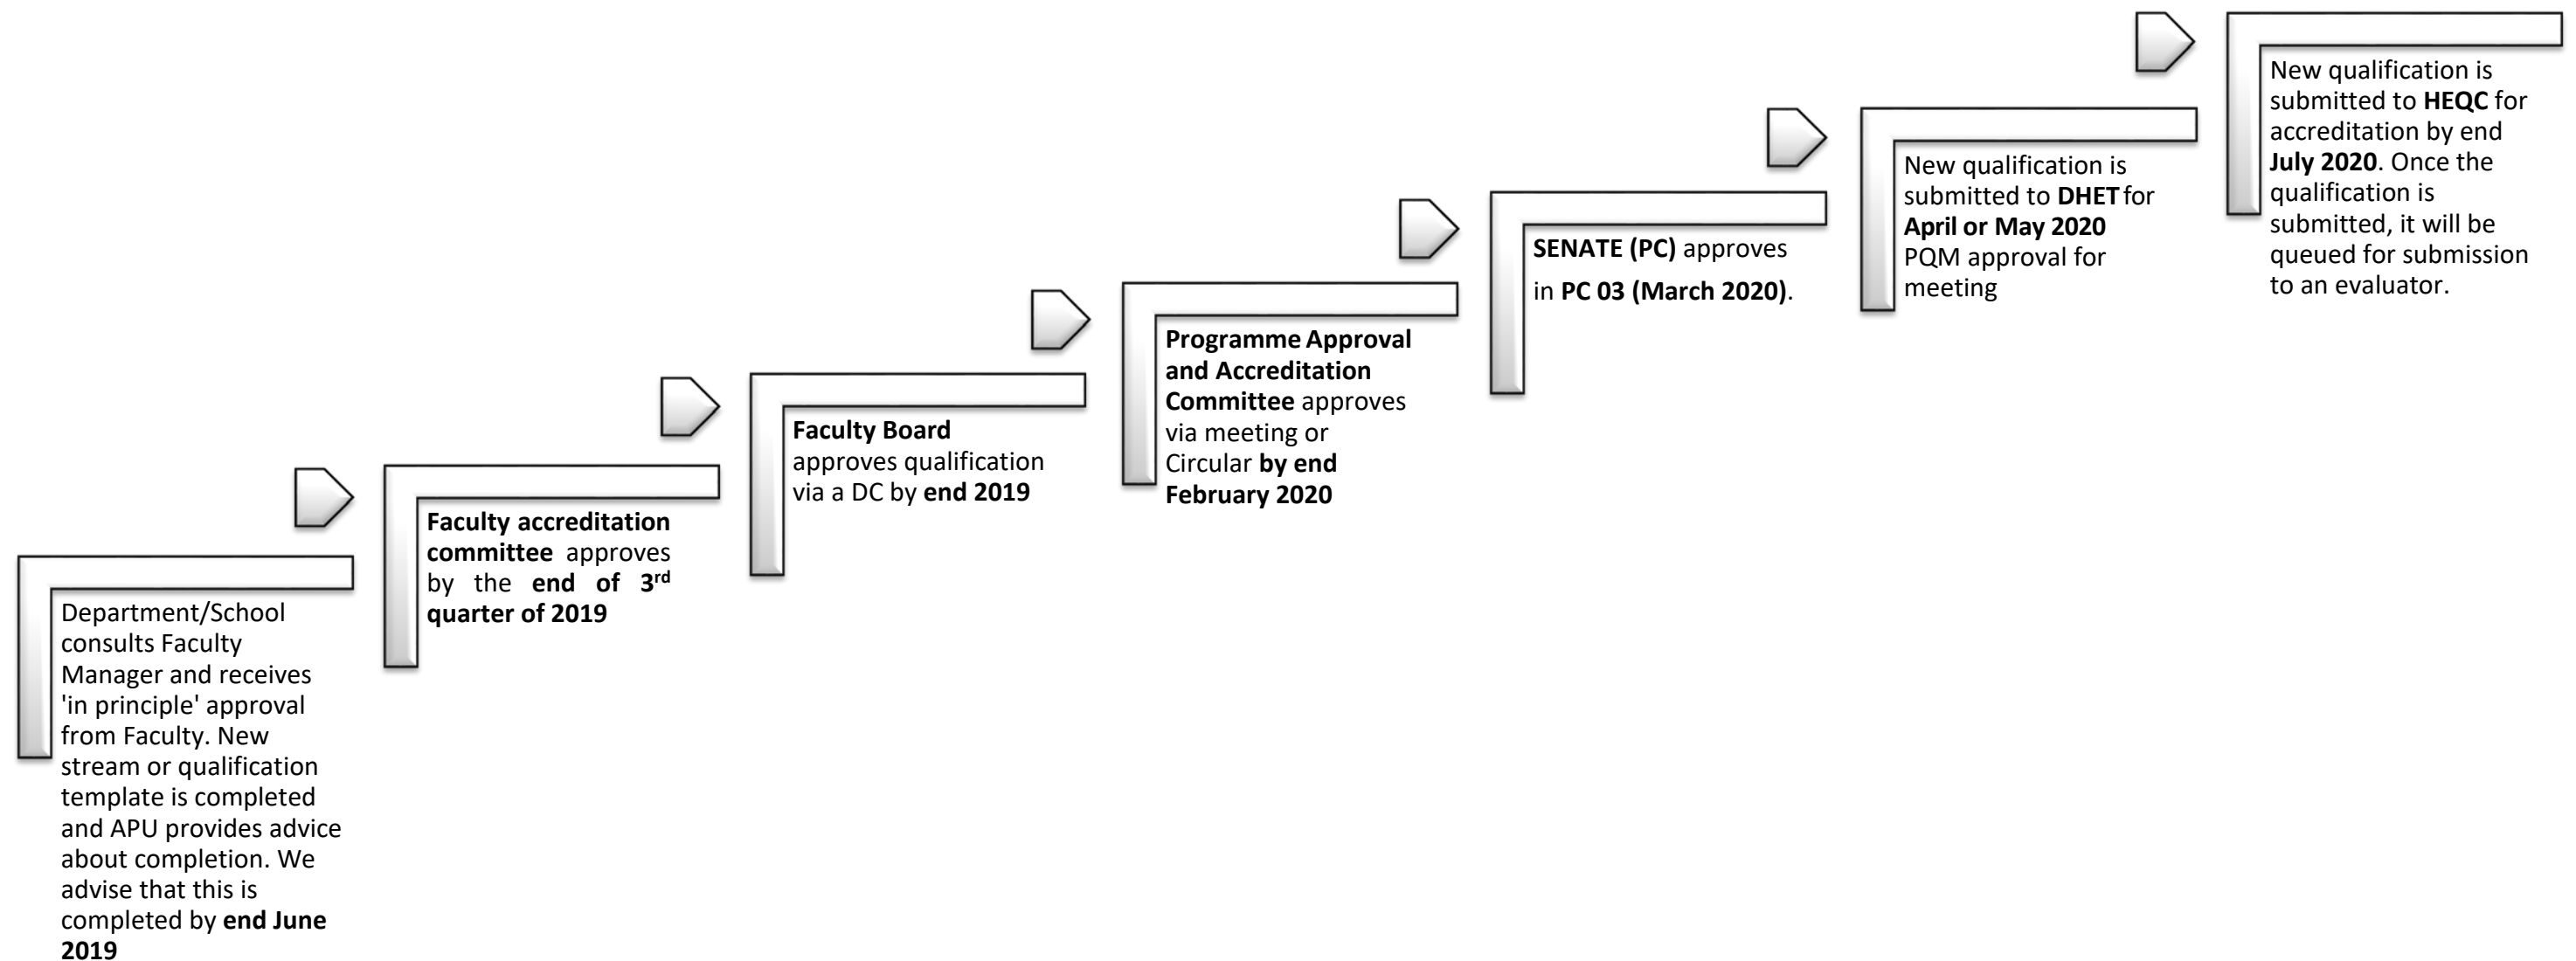 Department/School
consults Faculty
Manager and receives
'in principle' approval
from Faculty. New
stream or qualification
template is completed
and APU provides advice
about completion. We
advise that this is
completed by end June
2019
Faculty accreditation
committee approves
by the end of 3rd
quarter of 2019
Faculty Board
approves qualification
via a DC by end 2019
Programme Approval
and Accreditation
Committee approves
via meeting or
Circular by end
February 2020
SENATE (PC) approves
in PC 03 (March 2020).
New qualification is
submitted to DHET for
April or May 2020
PQM approval for
meeting
New qualification is
submitted to HEQC for
accreditation by end
July 2020. Once the
qualification is
submitted, it will be
queued for submission
to an evaluator.